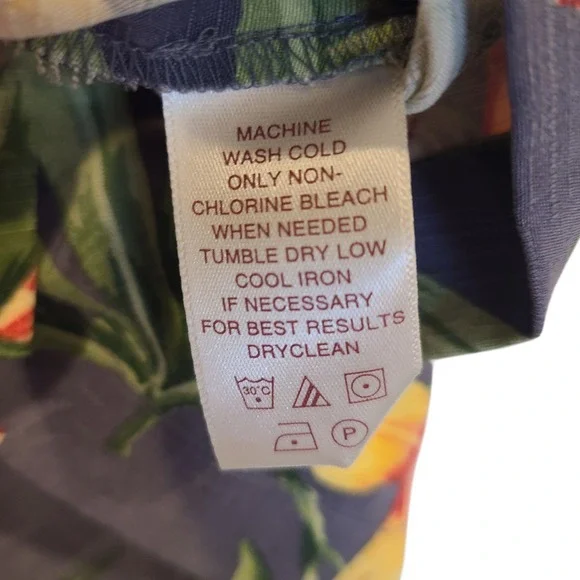 MACHINE
WASH COLD
ONLY NON-
CHLORINE BLEACH
WHEN NEEDED
TUMBLE DRY LOW
COOL IRON
IF NECESSARY
FOR BEST RESULTS
DRYCLEAN
30°C
P